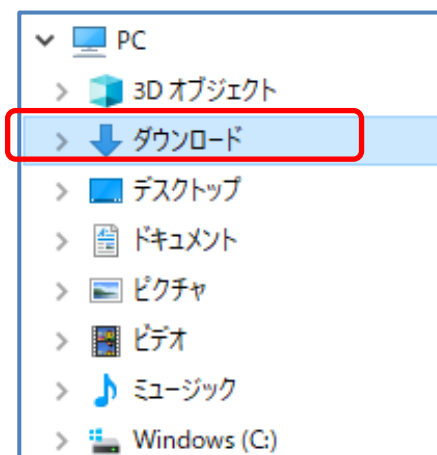 PC
3D オブジェクト
ダウンロード
デスクトップ
ドキュメント
ピクチャ
ビデオ
ミュージック
Windows (C:)